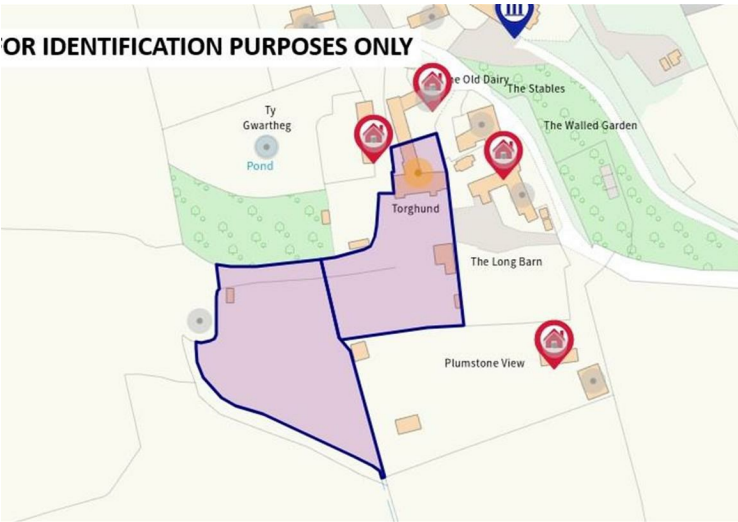 OR IDENTIFICATION PURPOSES ONLY
e Old Dairy
The Stables
Ty
Gwartheg
The Walled Garden
Pond
Torghund
The Long Barn
Plumstone View